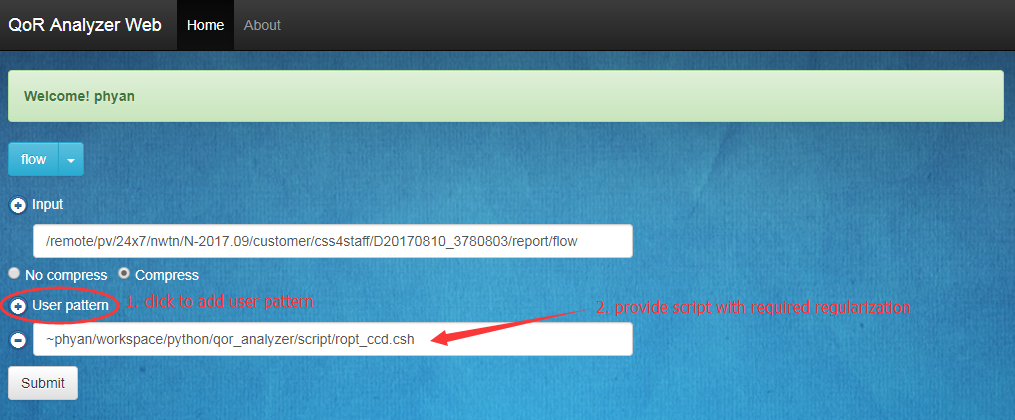 QoR Analyzer Web Home About
Welcome! phyan
flow
Input
/remote/pv/24x7/nwtn/N-2017.09/customer/css4staff/D20170810_3780803/report/flow
No compress Compress
User pattern 1. click to add user pattern 2. provide script with required regularization
~phyan/workspace/python/qor_analyzer/script/ropt_ccd.csh
Submit